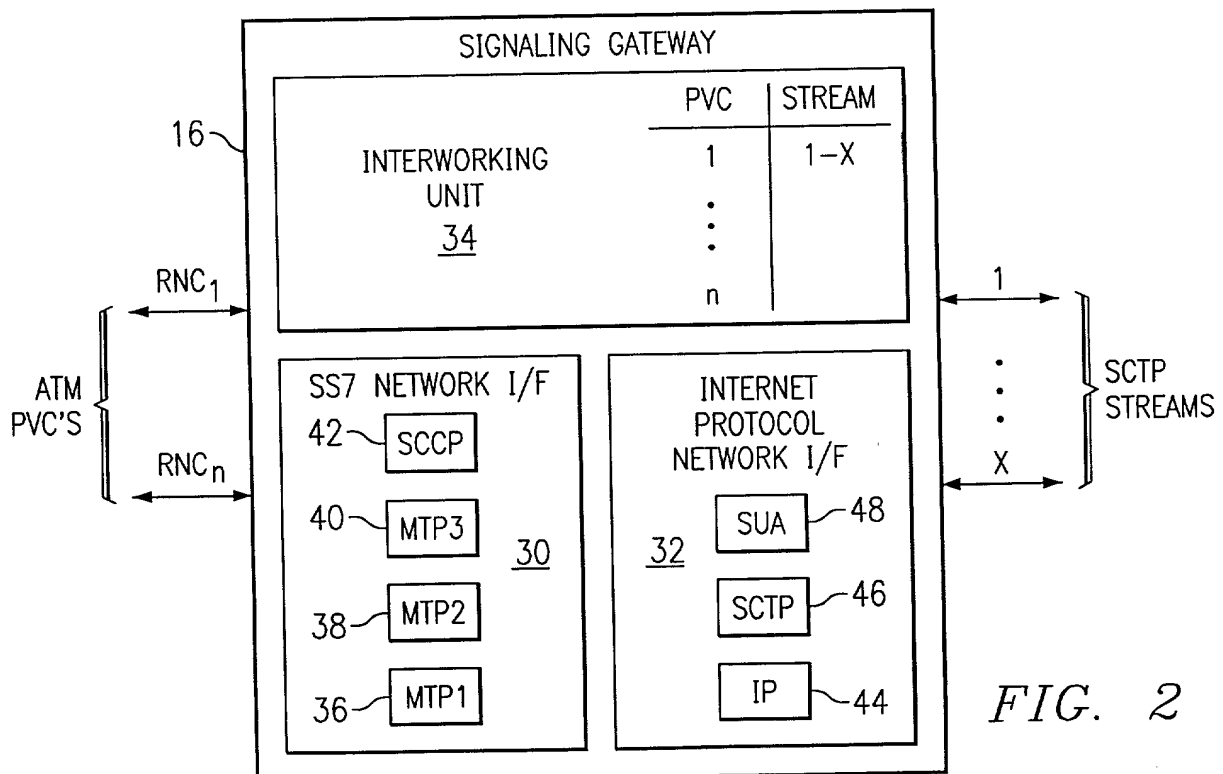 SIGNALING GATEWAY
16
INTERWORKING
UNIT
34
PVC STREAM
1 1-X
n
RNC1
RNCn
ATM
PVC'S
1
X
SCTP
STREAMS
SS7 NETWORK I/F
42 SCCP
40 MTP3
38 MTP2
36 MTP1
30
INTERNET
PROTOCOL
NETWORK I/F
32
SUA 48
SCTP 46
IP 44
FIG. 2